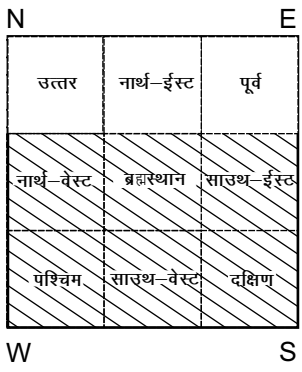 N E
उत्तर नार्थ–ईस्ट पूर्व
नार्थ–वेस्ट ब्रह्मस्थान साउथ–ईस्ट
पश्चिम साउथ–वेस्ट दक्षिण
W S